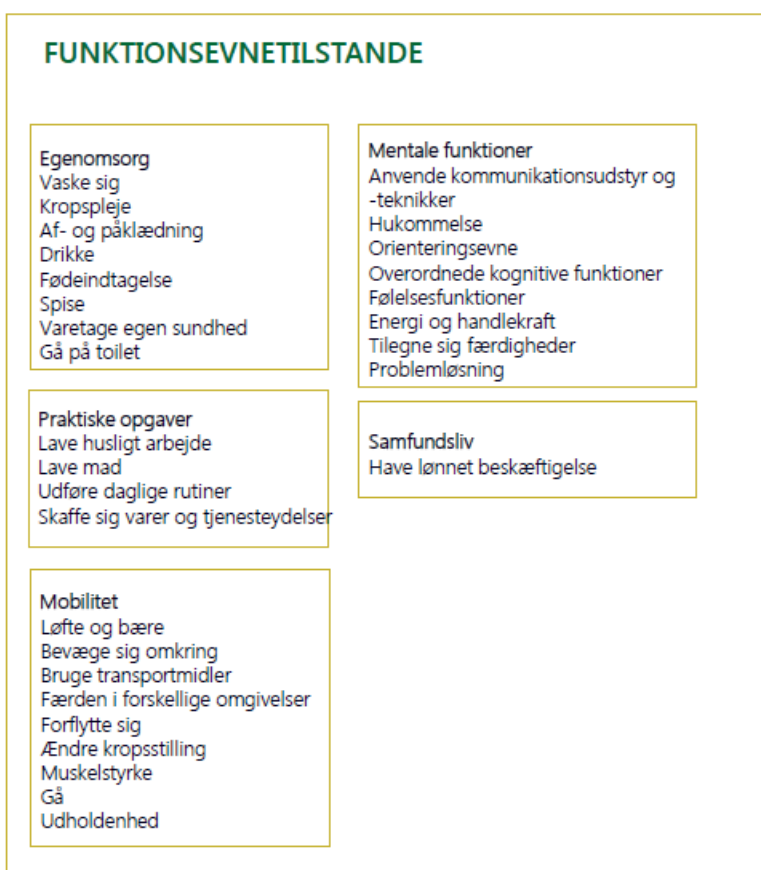 FUNKTIONSEVNETILSTANDE
Egenomsorg
Vaske sig
Kropspleje
Af- og påklædning
Drikke
Fødeindtagelse
Spise
Varetage egen sundhed
Gå på toilet
Praktiske opgaver
Lave husligt arbejde
Lave mad
Udføre daglige rutiner
Skaffe sig varer og tjenesteydelser
Mobilitet
Løfte og bære
Bevæge sig omkring
Bruge transportmidler
Færden i forskellige omgivelser
Forflytte sig
Ændre kropsstilling
Muskelstyrke
Gå
Udholdenhed
Mentale funktioner
Anvende kommunikationsudstyr og
-teknikker
Hukommelse
Orienteringsevne
Overordnede kognitive funktioner
Følelsesfunktioner
Energi og handlekraft
Tilegne sig færdigheder
Problemløsning
Samfundsliv
Have lønnet beskæftigelse